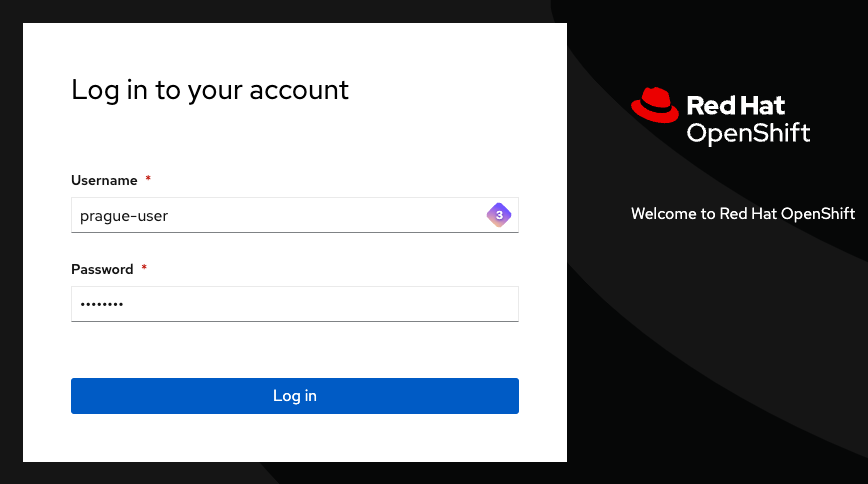 Log in to your account
Username *
prague-user
3
Password *
••••••••
Log in
Red Hat
OpenShift
Welcome to Red Hat OpenShift